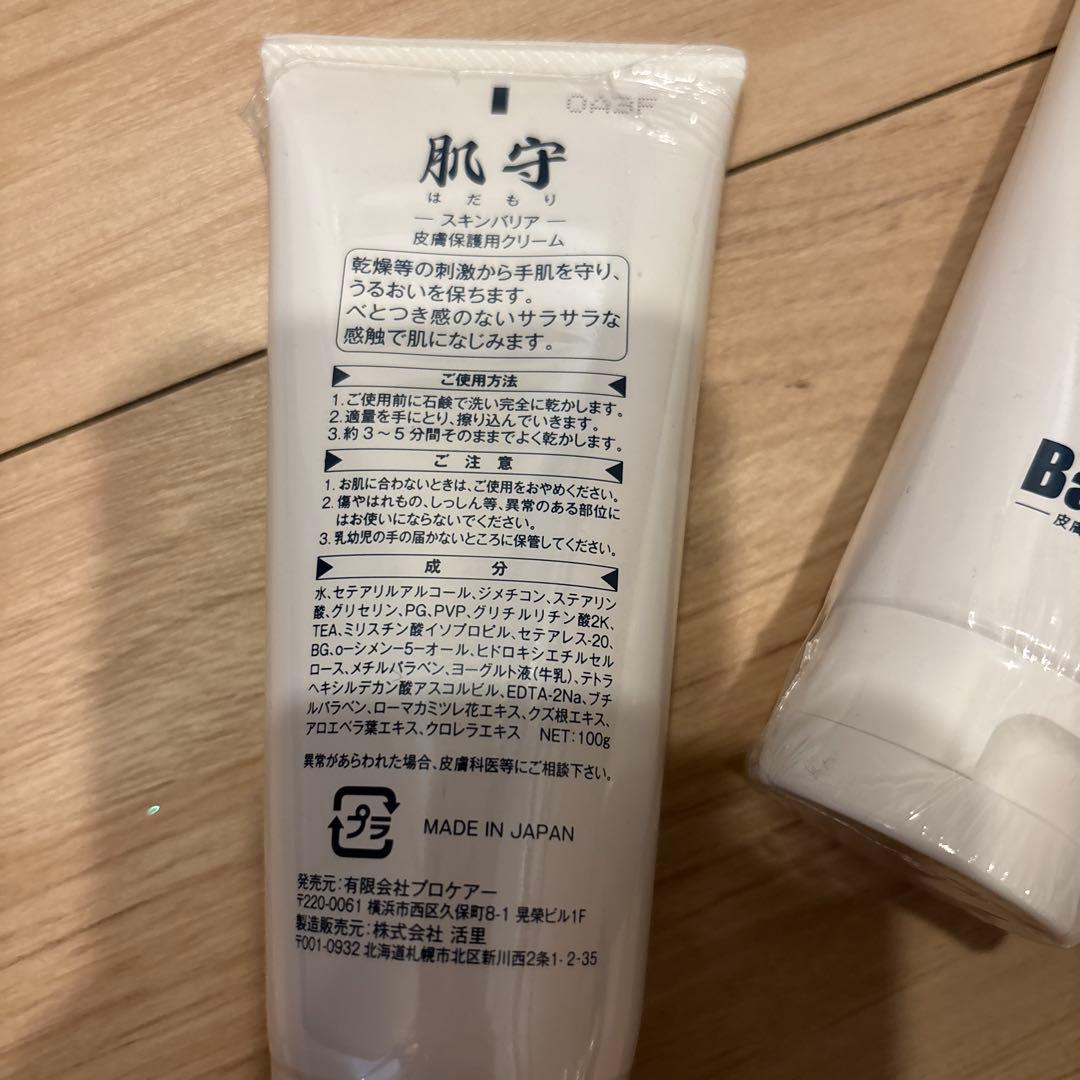 OA3F
肌守
はだもり
― スキンバリア ―
皮膚保護用クリーム
乾燥等の刺激から手肌を守り、
うるおいを保ちます。
べとつき感のないサラサラな
感触で肌になじみます。
ご使用方法
1.ご使用前に石鹸で洗い完全に乾かします。
2.適量を手にとり、擦り込んでいきます。
3.約3～5分間そのままでよく乾かします。
ご注意
1.お肌に合わないときは、ご使用をおやめください。
2.傷やはれもの、しっしん等、異常のある部位に
はお使いにならないでください。
3.乳幼児の手の届かないところに保管してください。
成分
水、セテアリルアルコール、ジメチコン、ステアリン
酸、グリセリン、PG、PVP、グリチルリチン酸2K、
TEA、ミリスチン酸イソプロピル、セテアレス-20、
BG、o-シメン-5-オール、ヒドロキシエチルセル
ロース、メチルパラベン、ヨーグルト液(牛乳)、テトラ
ヘキシルデカン酸アスコルビル、EDTA-2Na、ブチ
ルパラベン、ローマカミツレ花エキス、クズ根エキス、
アロエベラ葉エキス、クロレラエキス NET:100g
異常があらわれた場合、皮膚科医等にご相談下さい。
プラ
MADE IN JAPAN
発売元:有限会社プロケアー
〒220-0061 横浜市西区久保町8-1 晃榮ビル1F
製造販売元:株式会社 活里
〒001-0932 北海道札幌市北区新川西2条1-2-35
Ba
― 皮膚